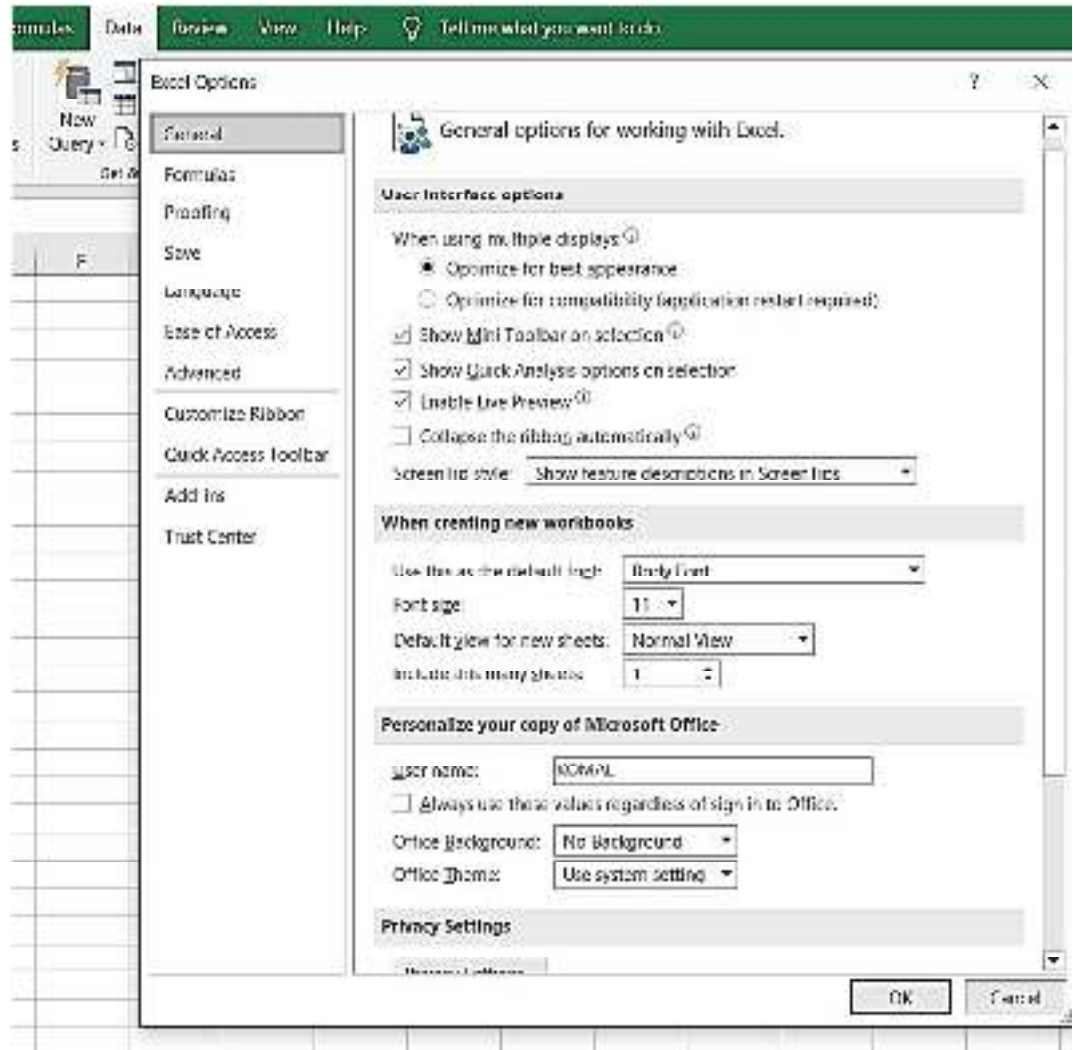 Formulas Data Review View Help Tell me what you want to do
New
Query
Get &
F
Excel Options
?
General
Formulas
Proofing
Save
Language
Ease of Access
Advanced
Customize Ribbon
Quick Access Toolbar
Add-ins
Trust Center
General options for working with Excel.
User Interface options
When using multiple displays:
Optimize for best appearance
Optimize for compatibility (application restart required)
Show Mini Toolbar on selection
Show Quick Analysis options on selection
Enable Live Preview
Collapse the ribbon automatically
ScreenTip style: Show feature descriptions in ScreenTips
When creating new workbooks
Use this as the default font: Body Font
Font size: 11
Default view for new sheets: Normal View
Include this many sheets: 1
Personalize your copy of Microsoft Office
User name: KOMAL
Always use these values regardless of sign in to Office.
Office Background: No Background
Office Theme: Use system setting
Privacy Settings
OK Cancel